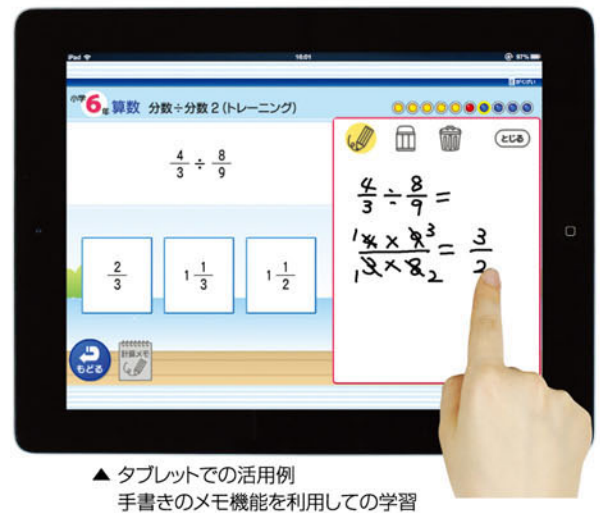 iPad 16:01 97%
小学6年 算数 分数÷分数 2 (トレーニング)
4/3 ÷ 8/9
2/3
1 1/3
1 1/2
もどる
計算メモ
とじる
4/3 ÷ 8/9 =
1 4 × 9 3 / 1 3 × 8 2 = 3/2
▲ タブレットでの活用例
手書きのメモ機能を利用しての学習